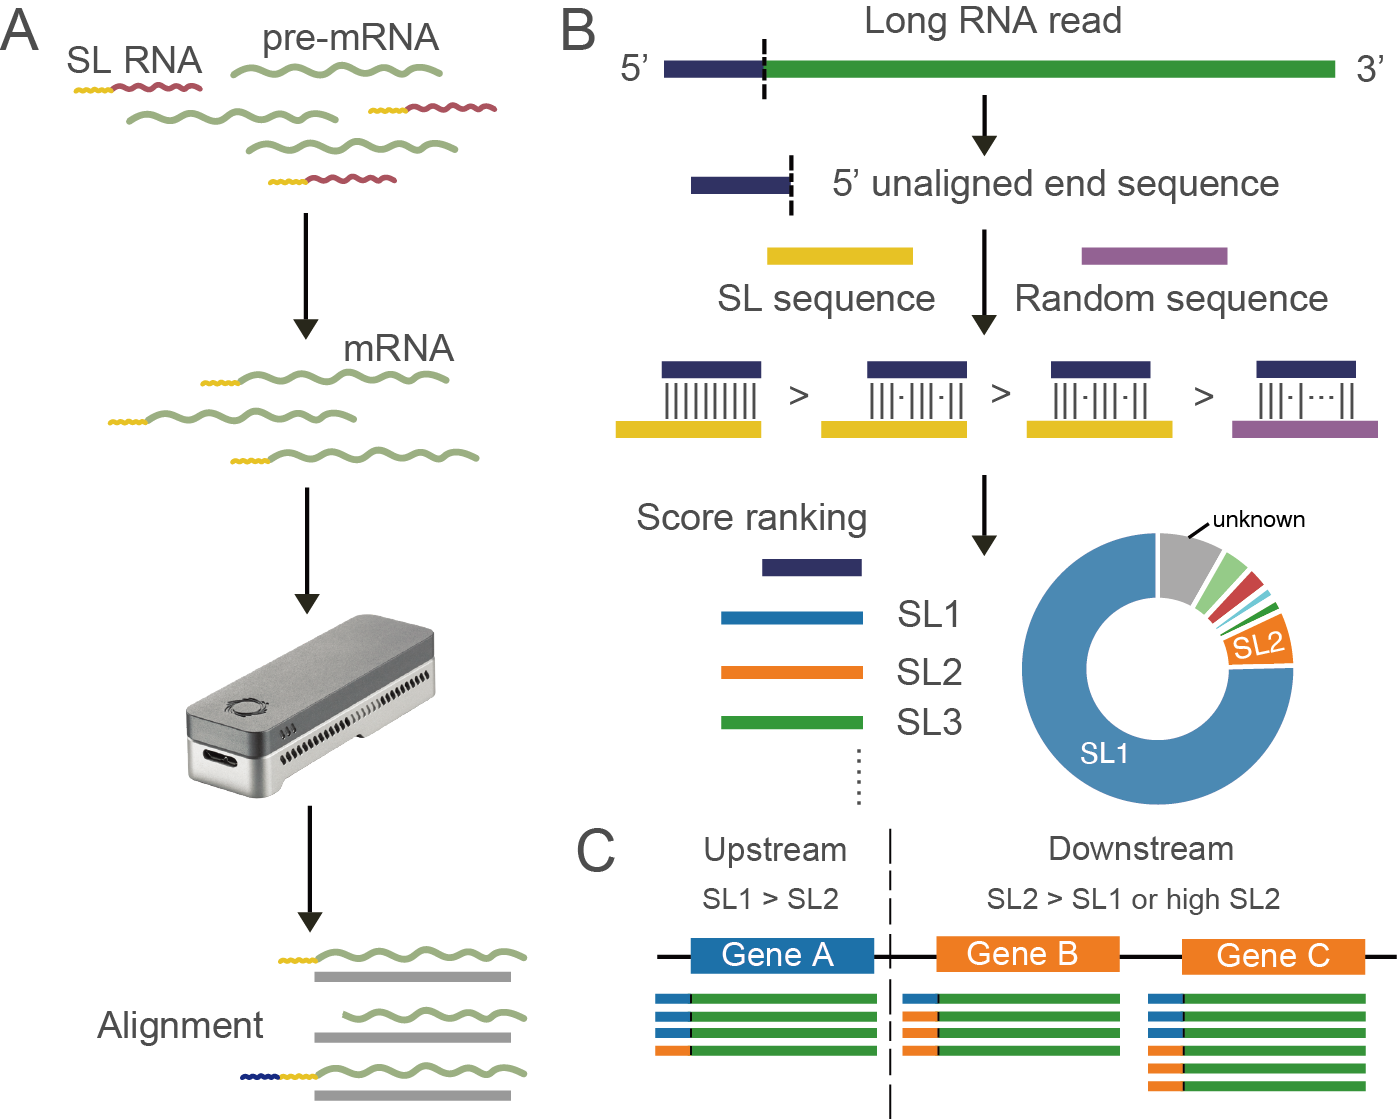 A
SL RNA
pre-mRNA
mRNA
Alignment
B
Long RNA read
5’
3’
5’ unaligned end sequence
SL sequence
Random sequence
> > >
Score ranking
SL1
SL2
SL3
unknown
SL2
SL1
C
Upstream
Downstream
SL1 > SL2
SL2 > SL1 or high SL2
Gene A
Gene B
Gene C